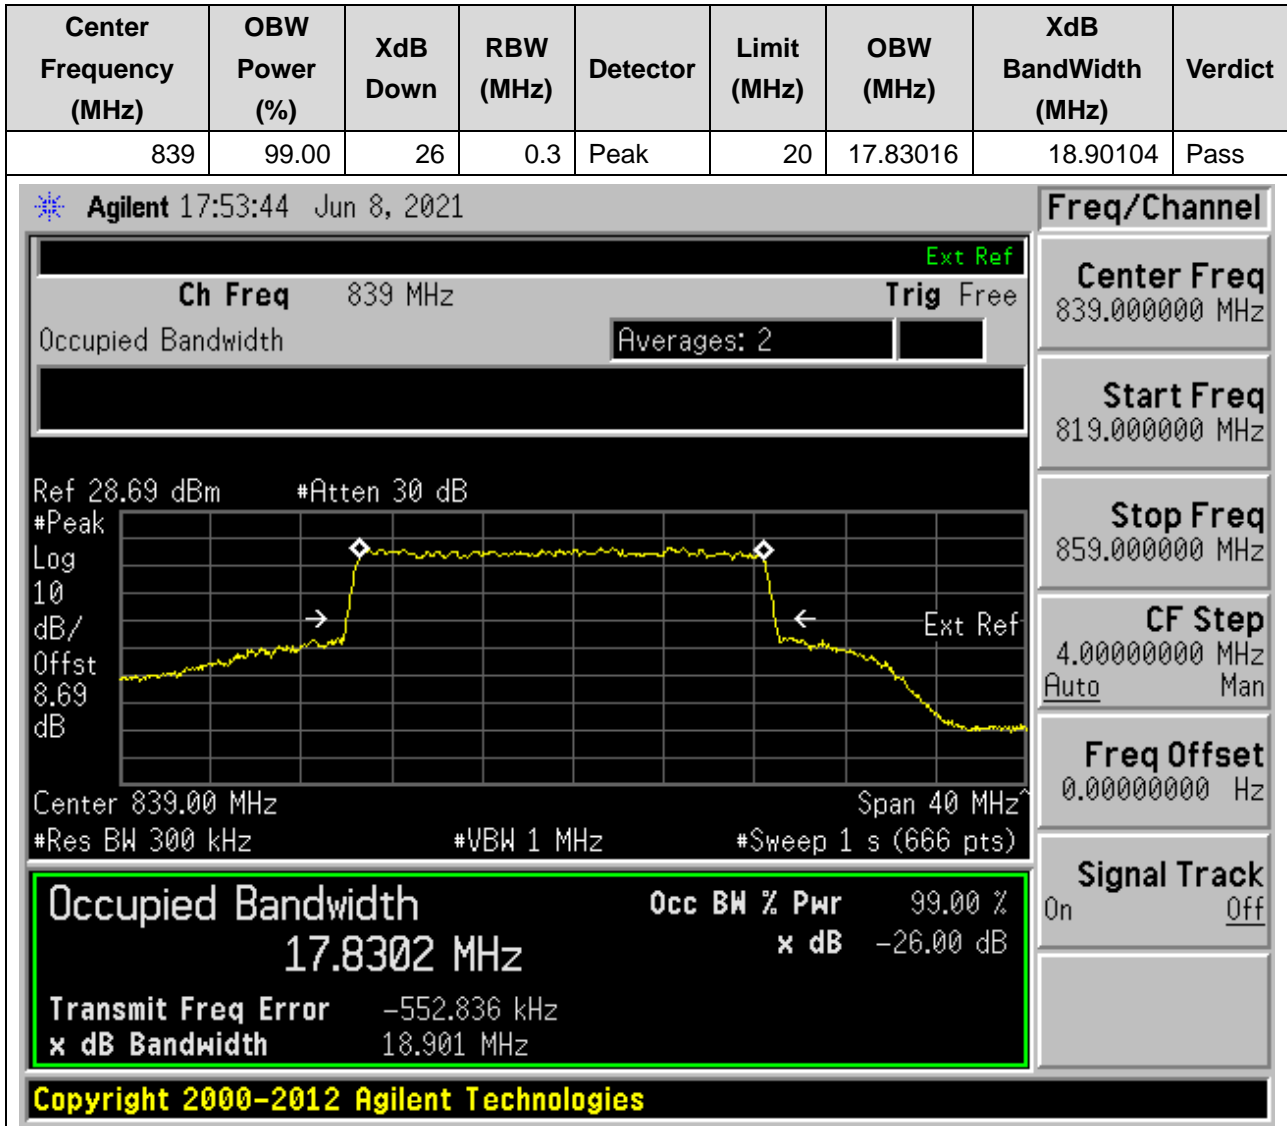 Center Frequency (MHz) OBW Power (%) XdB Down RBW (MHz) Detector Limit (MHz) OBW (MHz) XdB BandWidth (MHz) Verdict
839 99.00 26 0.3 Peak 20 17.83016 18.90104 Pass
Agilent 17:53:44 Jun 8, 2021
Freq/Channel
Ext Ref
Ch Freq 839 MHz Trig Free
Occupied Bandwidth Averages: 2
Ref 28.69 dBm #Atten 30 dB
#Peak
Log
10
dB/
Offst
8.69
dB
Ext Ref
Center 839.00 MHz Span 40 MHz^
#Res BW 300 kHz #VBW 1 MHz #Sweep 1 s (666 pts)
Occupied Bandwidth
17.8302 MHz
Occ BW % Pwr 99.00 %
x dB -26.00 dB
Transmit Freq Error -552.836 kHz
x dB Bandwidth 18.901 MHz
Center Freq
839.000000 MHz
Start Freq
819.000000 MHz
Stop Freq
859.000000 MHz
CF Step
4.00000000 MHz
Auto Man
Freq Offset
0.00000000 Hz
Signal Track
On Off
Copyright 2000-2012 Agilent Technologies